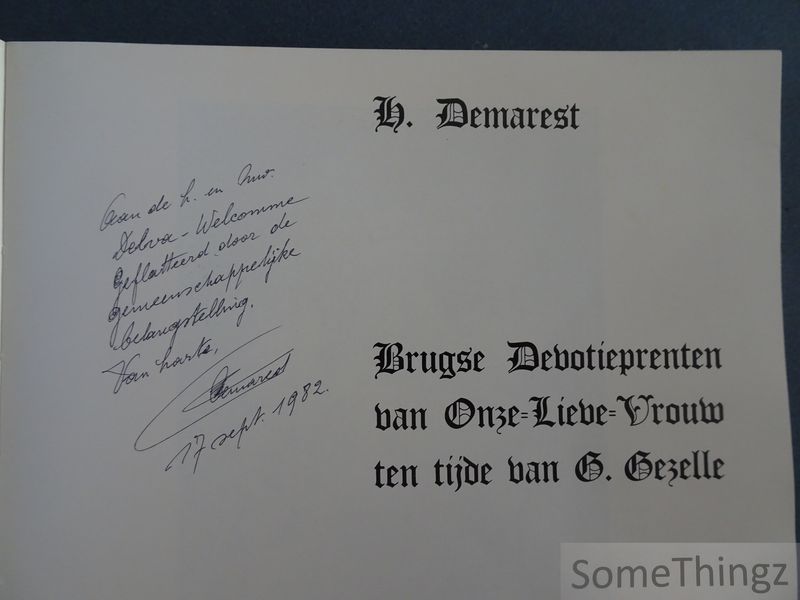 H. Demarest
Aan de h. en Mw.
Debra-Welcomme
Geflatteerd door de
gemeenschappelijke
belangstelling.
Van harte,
Demarest
17 sept. 1982.
Brugse Devotieprenten
van Onze-Lieve-Vrouw
ten tijde van G. Gezelle
SomeThingz